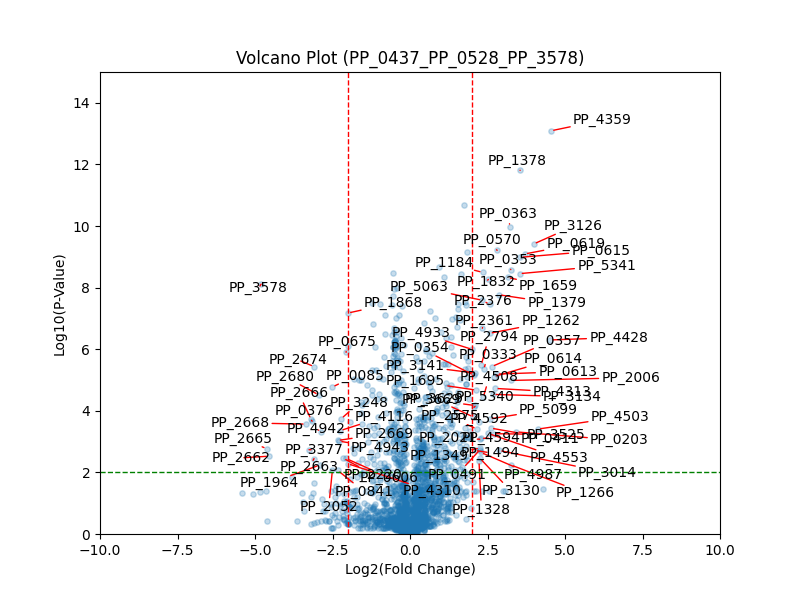 Volcano Plot (PP_0437_PP_0528_PP_3578)
14
12
10
8
6
4
2
0
Log10(P-Value)
PP_4359
PP_1378
PP_0363
PP_3126
PP_0570
PP_0619
PP_0615
PP_1184
PP_0353
PP_5341
PP_3578
PP_5063
PP_1832
PP_1659
PP_1868
PP_2376
PP_1379
PP_2361
PP_1262
PP_0675
PP_4933
PP_2794
PP_0357
PP_4428
PP_0354
PP_0333
PP_2674
PP_3141
PP_0614
PP_2680
PP_0085
PP_1695
PP_4508
PP_0613
PP_2006
PP_2666
PP_5340
PP_4313
PP_3134
PP_0376
PP_3248
PP_2668
PP_4116
PP_2575
PP_4592
PP_5099
PP_4503
PP_4942
PP_2669
PP_4594
PP_3525
PP_0203
PP_2665
PP_3377
PP_4943
PP_1349
PP_1494
PP_4553
PP_2662
PP_2663
PP_0491
PP_4987
PP_3014
PP_1964
PP_0841
PP_4310
PP_3130
PP_1266
PP_2052
PP_1328
−10.0
−7.5
−5.0
−2.5
0.0
2.5
5.0
7.5
10.0
Log2(Fold Change)